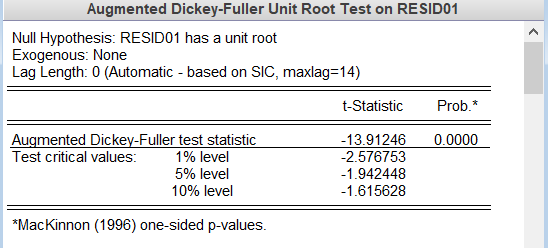 Augmented Dickey-Fuller Unit Root Test on RESID01
Null Hypothesis: RESID01 has a unit root
Exogenous: None
Lag Length: 0 (Automatic - based on SIC, maxlag=14)
t-Statistic Prob.*
Augmented Dickey-Fuller test statistic -13.91246 0.0000
Test critical values: 1% level -2.576753
5% level -1.942448
10% level -1.615628
*MacKinnon (1996) one-sided p-values.